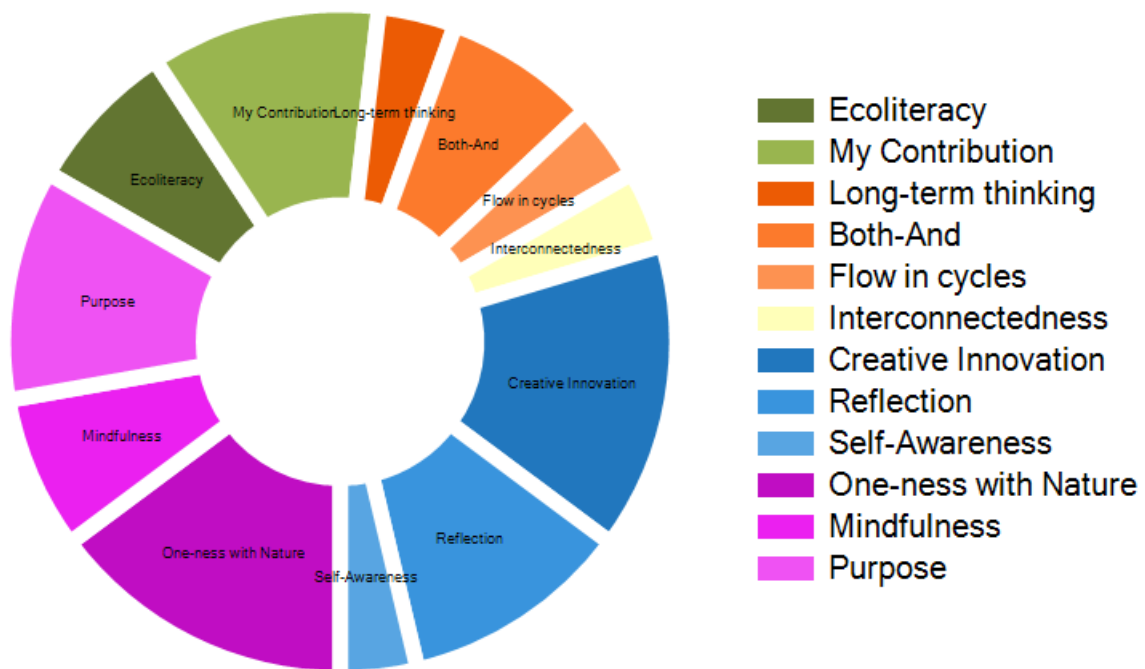 My Contribution
Long-term thinking
Both-And
Ecoliteracy
Flow in cycles
Interconnectedness
Purpose
Creative Innovation
Mindfulness
Reflection
One-ness with Nature
Self-Awareness
Ecoliteracy
My Contribution
Long-term thinking
Both-And
Flow in cycles
Interconnectedness
Creative Innovation
Reflection
Self-Awareness
One-ness with Nature
Mindfulness
Purpose